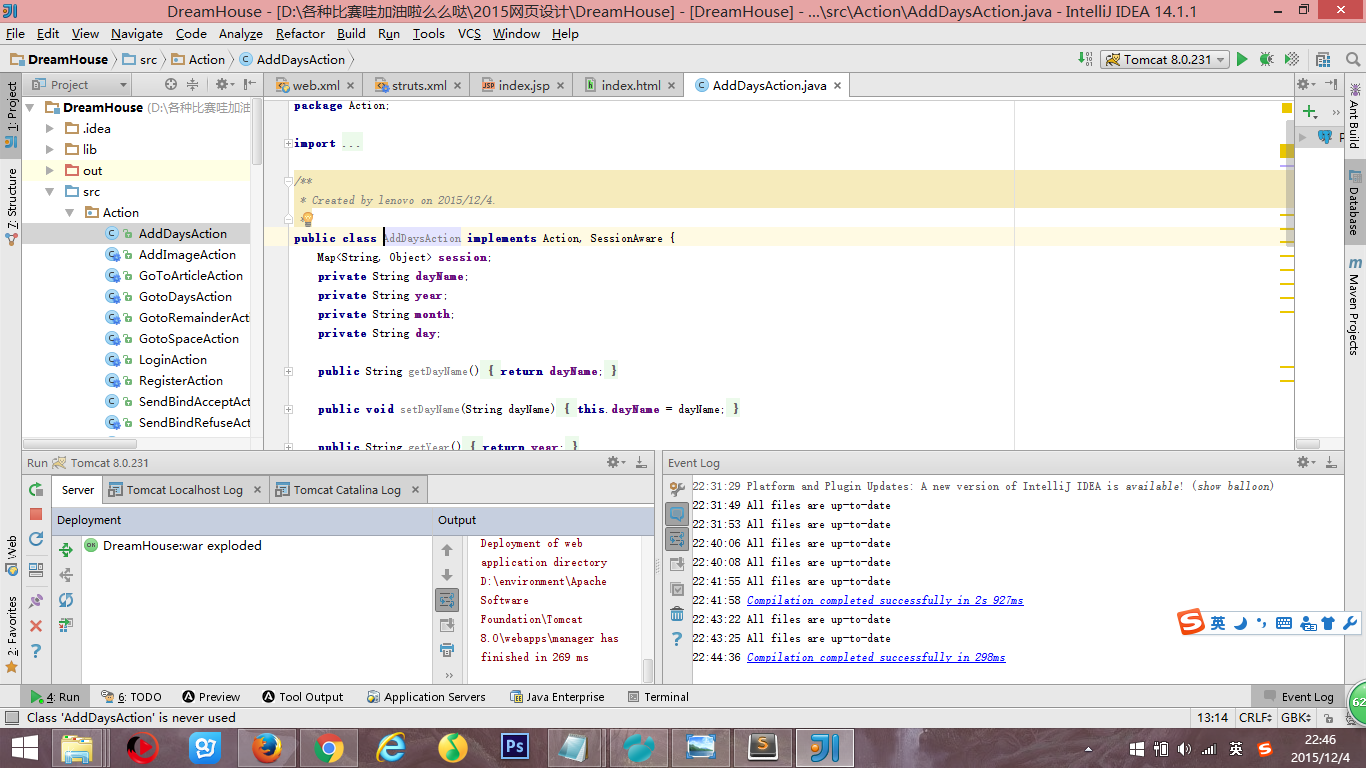 DreamHouse - [D:\各种比赛哇加油啦么么哒\2015网页设计\DreamHouse] - [DreamHouse] - ...\src\Action\AddDaysAction.java - IntelliJ IDEA 14.1.1
File Edit View Navigate Code Analyze Refactor Build Run Tools VCS Window Help
DreamHouse src Action AddDaysAction
Tomcat 8.0.231
Project
web.xml struts.xml index.jsp index.html AddDaysAction.java
1: Project
7: Structure
Web
2: Favorites
DreamHouse (D:\各种比赛哇加油
.idea
lib
out
src
Action
AddDaysAction
AddImageAction
GoToArticleAction
GotoDaysAction
GotoRemainderAct
GotoSpaceAction
LoginAction
RegisterAction
SendBindAcceptAct
SendBindRefuseAct
package Action;
import ...
/**
* Created by lenovo on 2015/12/4.
public class AddDaysAction implements Action, SessionAware {
Map<String, Object> session;
private String dayName;
private String year;
private String month;
private String day;
public String getDayName() { return dayName; }
public void setDayName(String dayName) { this.dayName = dayName; }
public String getYear() { return year; }
Ant Build
Database
Maven Projects
Run Tomcat 8.0.231
Server Tomcat Localhost Log Tomcat Catalina Log
Deployment Output
DreamHouse:war exploded
Deployment of web
application directory
D:\environment\Apache
Software
Foundation\Tomcat
8.0\webapps\manager has
finished in 269 ms
Event Log
22:31:29 Platform and Plugin Updates: A new version of IntelliJ IDEA is available! (show balloon)
22:31:49 All files are up-to-date
22:31:53 All files are up-to-date
22:40:06 All files are up-to-date
22:40:08 All files are up-to-date
22:41:55 All files are up-to-date
22:41:58 Compilation completed successfully in 2s 927ms
22:43:22 All files are up-to-date
22:43:25 All files are up-to-date
22:44:36 Compilation completed successfully in 298ms
英
4: Run 6: TODO Preview Tool Output Application Servers Java Enterprise Terminal Event Log
62
Class 'AddDaysAction' is never used
13:14 CRLF GBK
Ps S JI
英
22:46
2015/12/4